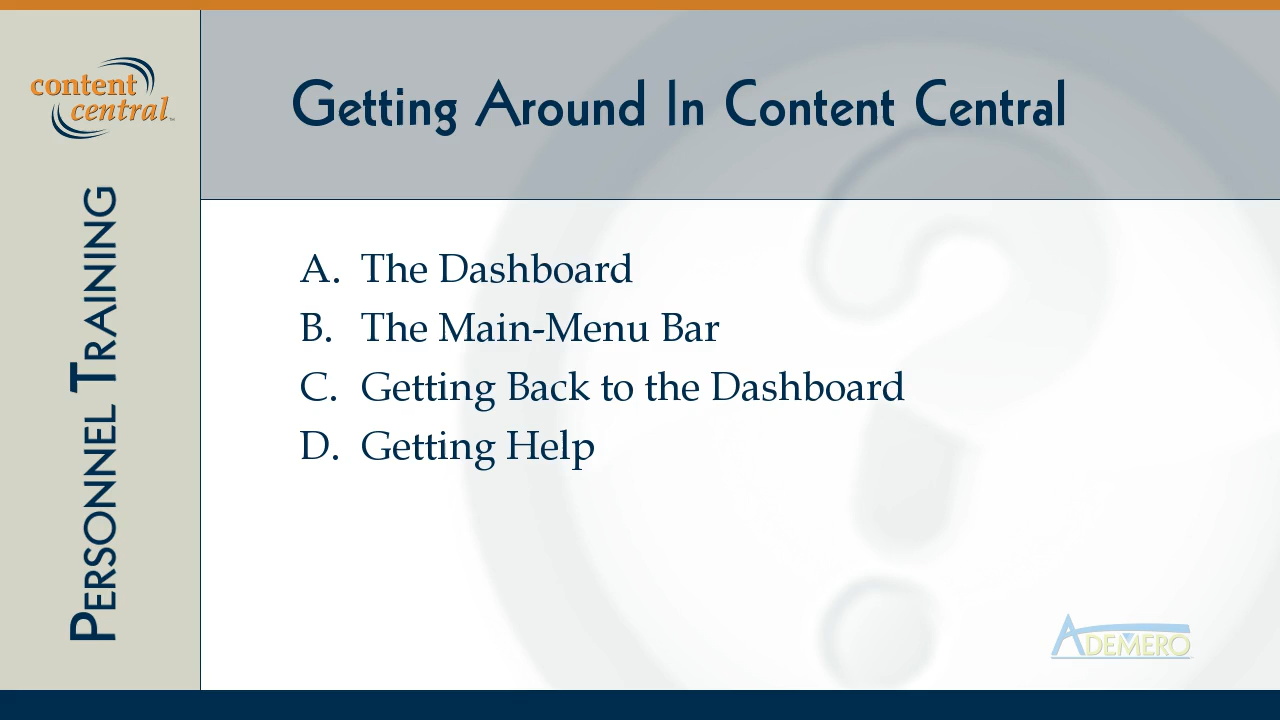 content
central™
PERSONNEL TRAINING
Getting Around In Content Central
A. The Dashboard
B. The Main-Menu Bar
C. Getting Back to the Dashboard
D. Getting Help
ADEMERO